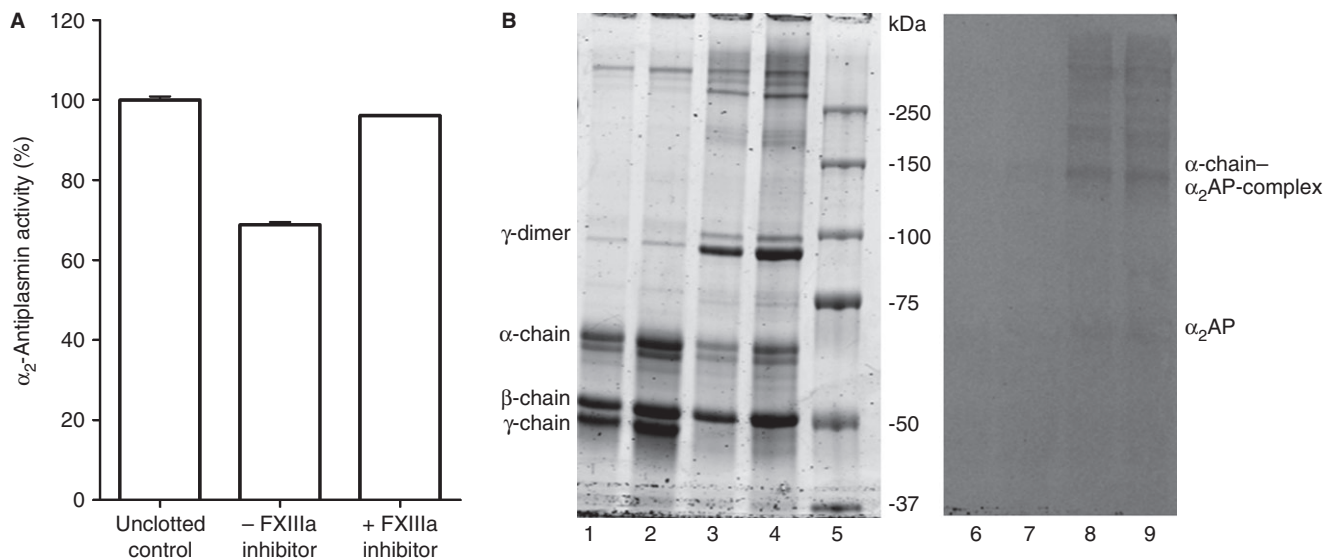 A
120
100
80
60
40
20
0
α2-Antiplasmin activity (%)
Unclotted
control
– FXIIIa
inhibitor
+ FXIIIa
inhibitor
B
kDa
-250
-150
-100
-75
-50
-37
γ-dimer
α-chain
β-chain
γ-chain
1 2 3 4 5
α-chain–
α2AP-complex
α2AP
6 7 8 9